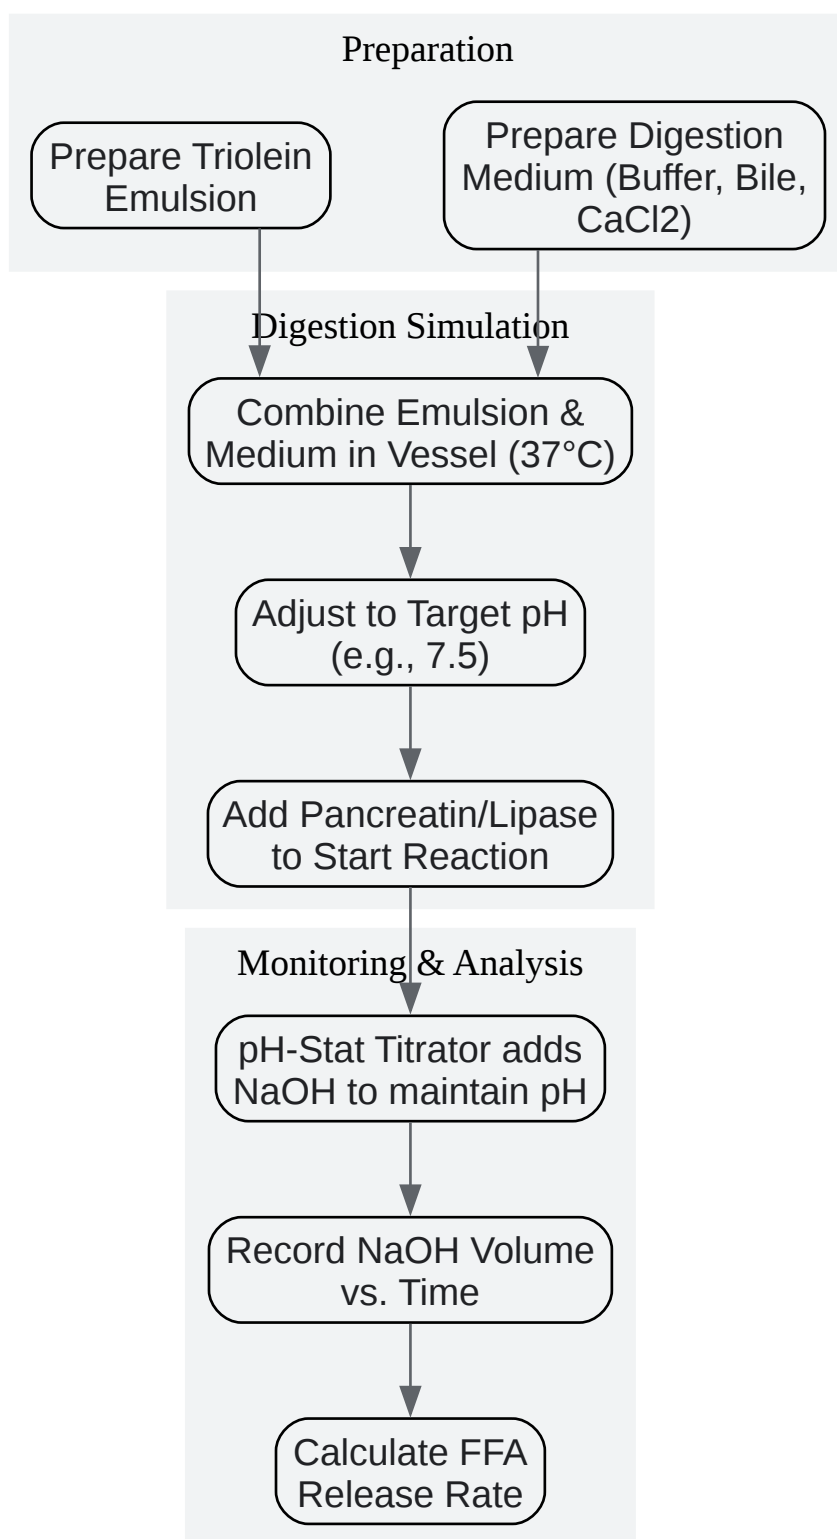 Preparation
Prepare Triolein
Emulsion
Prepare Digestion
Medium (Buffer, Bile,
CaCl2)
Digestion Simulation
Combine Emulsion &
Medium in Vessel (37°C)
Adjust to Target pH
(e.g., 7.5)
Add Pancreatin/Lipase
to Start Reaction
Monitoring & Analysis
pH-Stat Titrator adds
NaOH to maintain pH
Record NaOH Volume
vs. Time
Calculate FFA
Release Rate